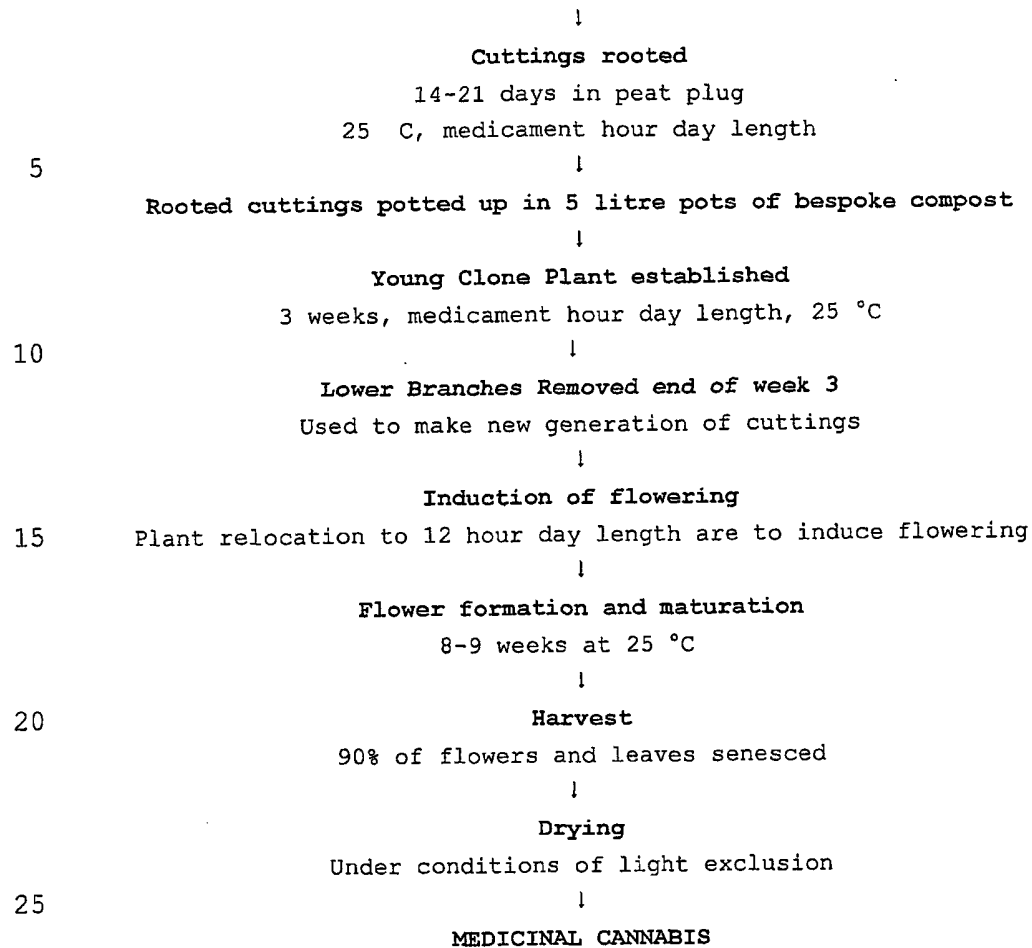 ↓
Cuttings rooted
14-21 days in peat plug
25 C, medicament hour day length
5 ↓
Rooted cuttings potted up in 5 litre pots of bespoke compost
↓
Young Clone Plant established
3 weeks, medicament hour day length, 25 °C
10 ↓
Lower Branches Removed end of week 3
Used to make new generation of cuttings
↓
Induction of flowering
15 Plant relocation to 12 hour day length are to induce flowering
↓
Flower formation and maturation
8-9 weeks at 25 °C
↓
20 Harvest
90% of flowers and leaves senesced
↓
Drying
Under conditions of light exclusion
25 ↓
MEDICINAL CANNABIS